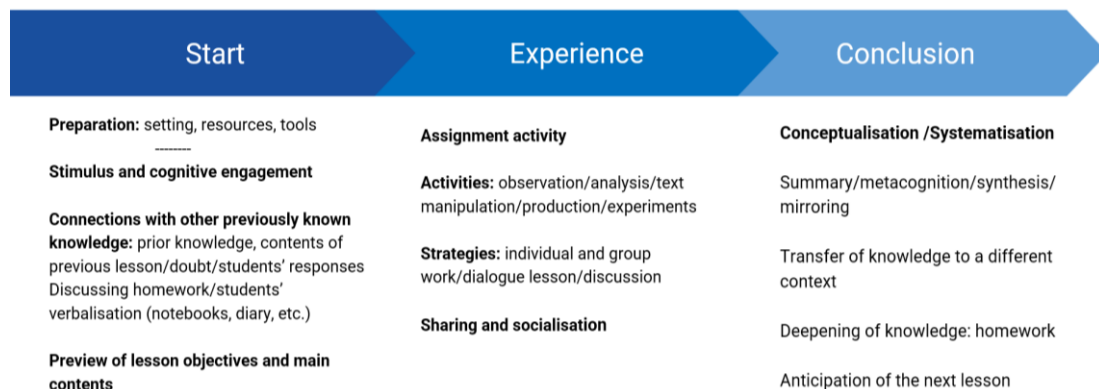 Start
Preparation: setting, resources, tools
--------
Stimulus and cognitive engagement
Connections with other previously known
knowledge: prior knowledge, contents of
previous lesson/doubt/students' responses
Discussing homework/students'
verbalisation (notebooks, diary, etc.)
Preview of lesson objectives and main
contents
Experience
Assignment activity
Activities: observation/analysis/text
manipulation/production/experiments
Strategies: individual and group
work/dialogue lesson/discussion
Sharing and socialisation
Conclusion
Conceptualisation /Systematisation
Summary/metacognition/synthesis/
mirroring
Transfer of knowledge to a different
context
Deepening of knowledge: homework
Anticipation of the next lesson